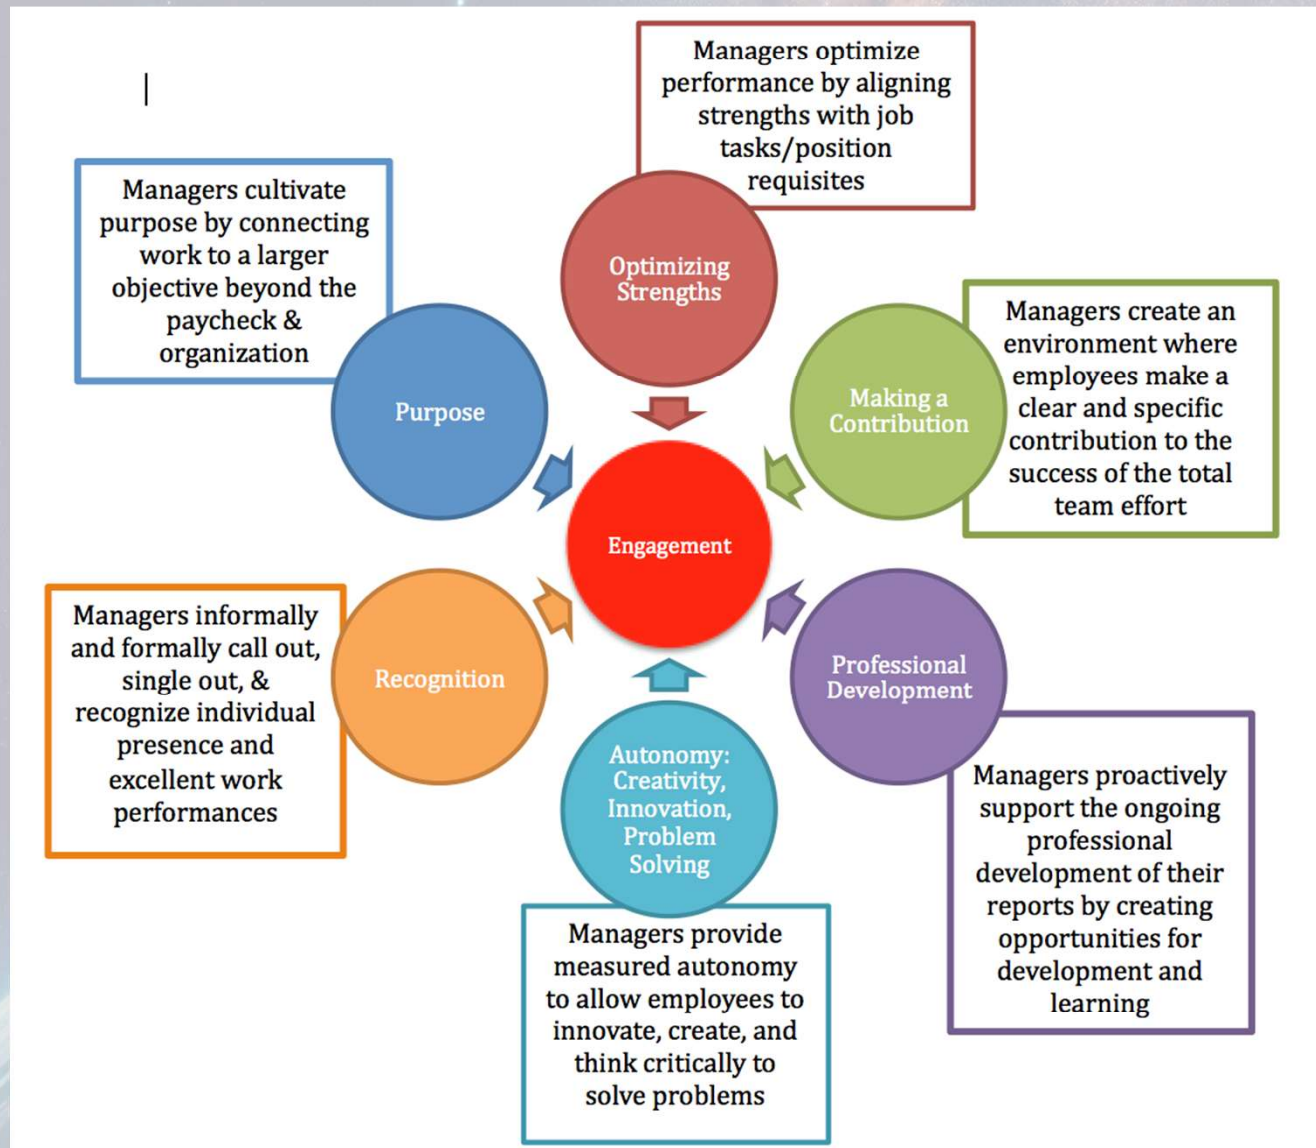 Managers optimize
performance by aligning
strengths with job
tasks/position
requisites
Optimizing
Strengths
Managers cultivate
purpose by connecting
work to a larger
objective beyond the
paycheck &
organization
Purpose
Managers create an
environment where
employees make a
clear and specific
contribution to the
success of the total
team effort
Making a
Contribution
Engagement
Managers informally
and formally call out,
single out, &
recognize individual
presence and
excellent work
performances
Recognition
Professional
Development
Managers proactively
support the ongoing
professional
development of their
reports by creating
opportunities for
development and
learning
Autonomy:
Creativity,
Innovation,
Problem
Solving
Managers provide
measured autonomy
to allow employees to
innovate, create, and
think critically to
solve problems